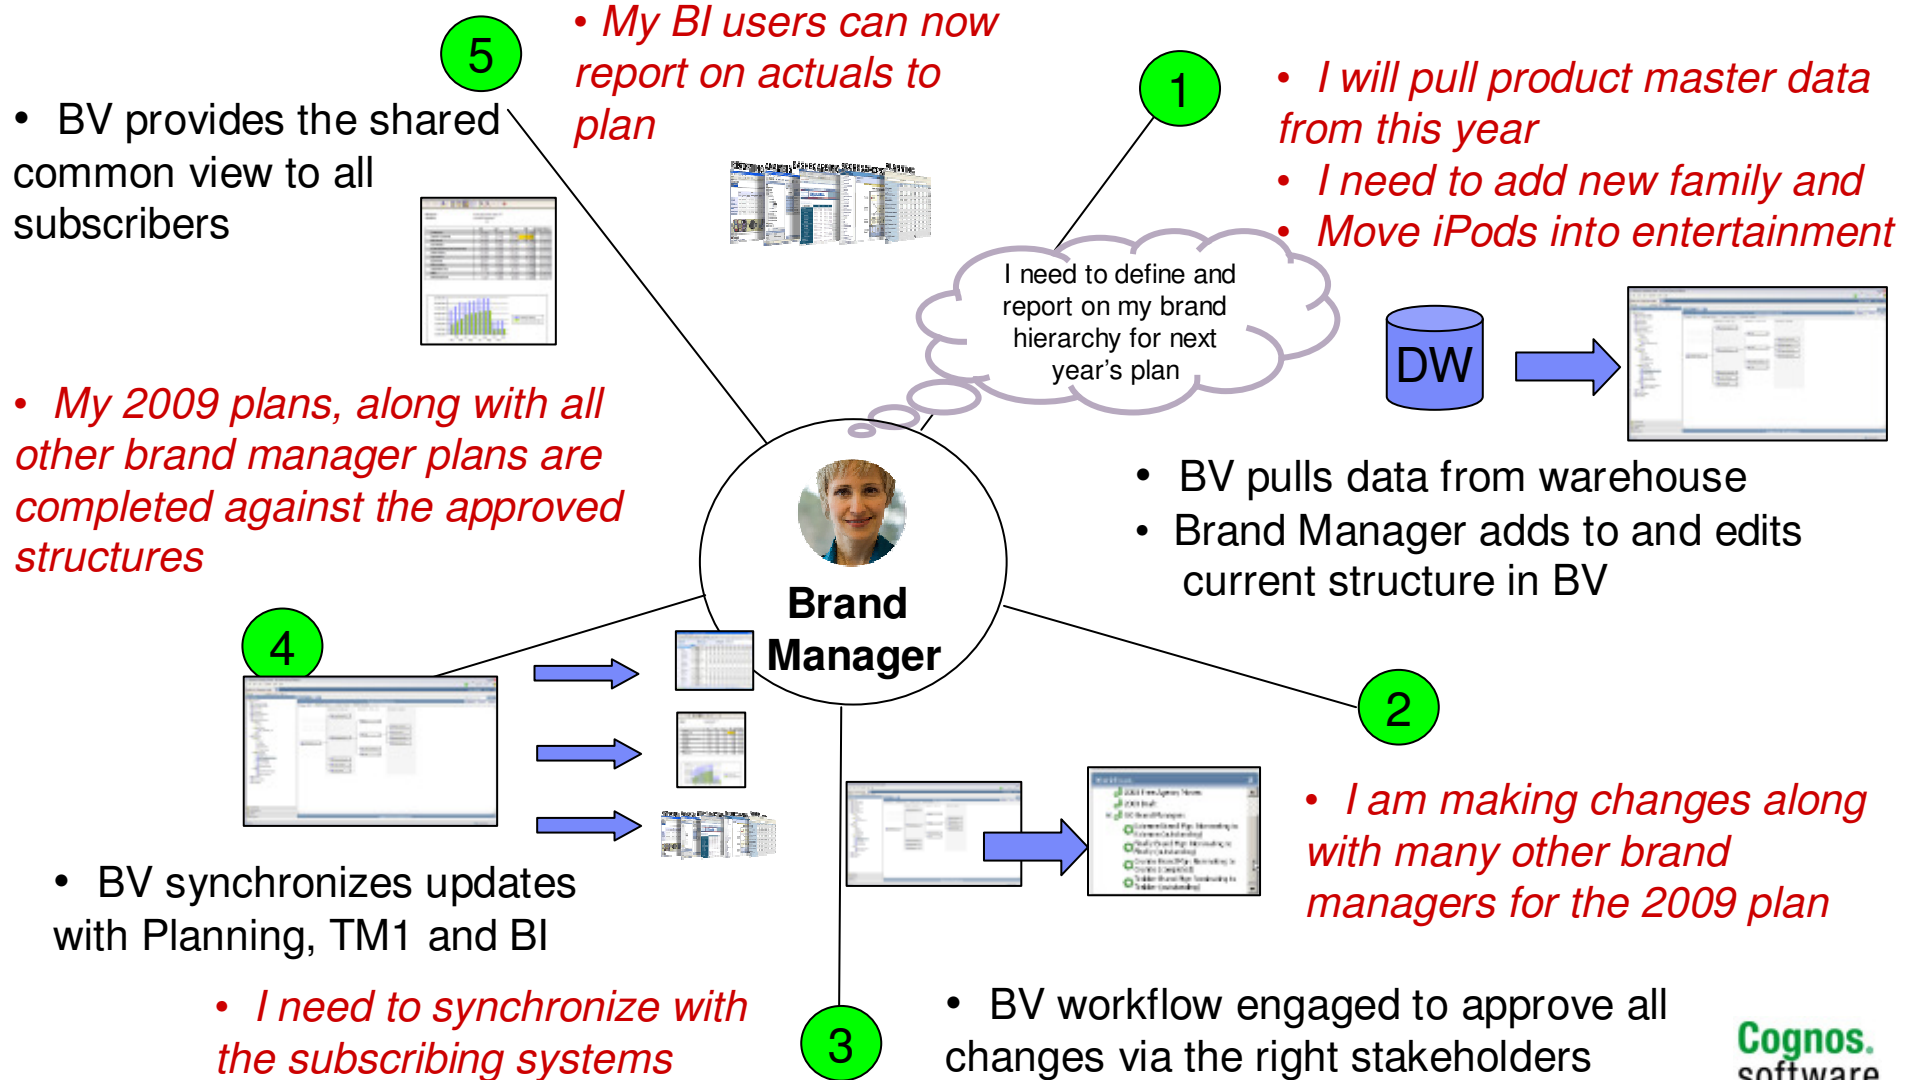 5
• My BI users can now
report on actuals to
plan
1
• I will pull product master data
from this year
• I need to add new family and
• Move iPods into entertainment
• BV provides the shared
common view to all
subscribers
I need to define and
report on my brand
hierarchy for next
year’s plan
DW
• My 2009 plans, along with all
other brand manager plans are
completed against the approved
structures
• BV pulls data from warehouse
• Brand Manager adds to and edits
current structure in BV
Brand
Manager
4
2
• I am making changes along
with many other brand
managers for the 2009 plan
• BV synchronizes updates
with Planning, TM1 and BI
• I need to synchronize with
the subscribing systems
3
• BV workflow engaged to approve all
changes via the right stakeholders
Cognos.
software